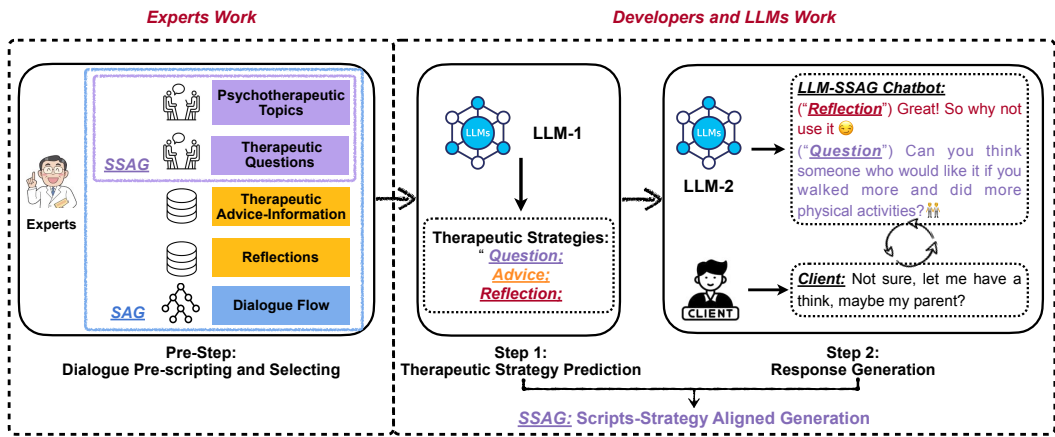 Experts Work
Developers and LLMs Work
Psychotherapeutic
Topics
SSAG
Therapeutic
Questions
Experts
Therapeutic
Advice-Information
Reflections
SAG
Dialogue Flow
Pre-Step:
Dialogue Pre-scripting and Selecting
LLMs
LLM-1
Therapeutic Strategies:
“ Question;
Advice;
Reflection;
Step 1:
Therapeutic Strategy Prediction
LLMs
LLM-2
LLM-SSAG Chatbot:
(“Reflection”) Great! So why not
use it 😏
(“Question”) Can you think
someone who would like it if you
walked more and did more
physical activities?👯
CLIENT
Client: Not sure, let me have a
think, maybe my parent?
Step 2:
Response Generation
SSAG: Scripts-Strategy Aligned Generation